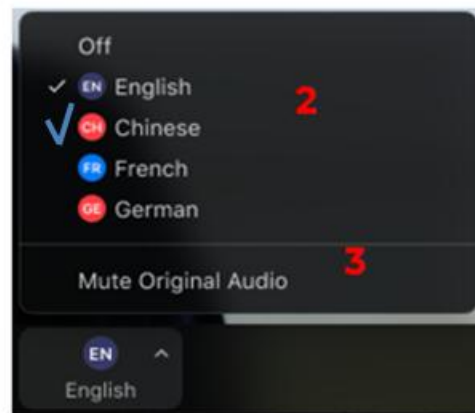 Off
EN English
2
CH Chinese
FR French
GE German
3
Mute Original Audio
EN
English